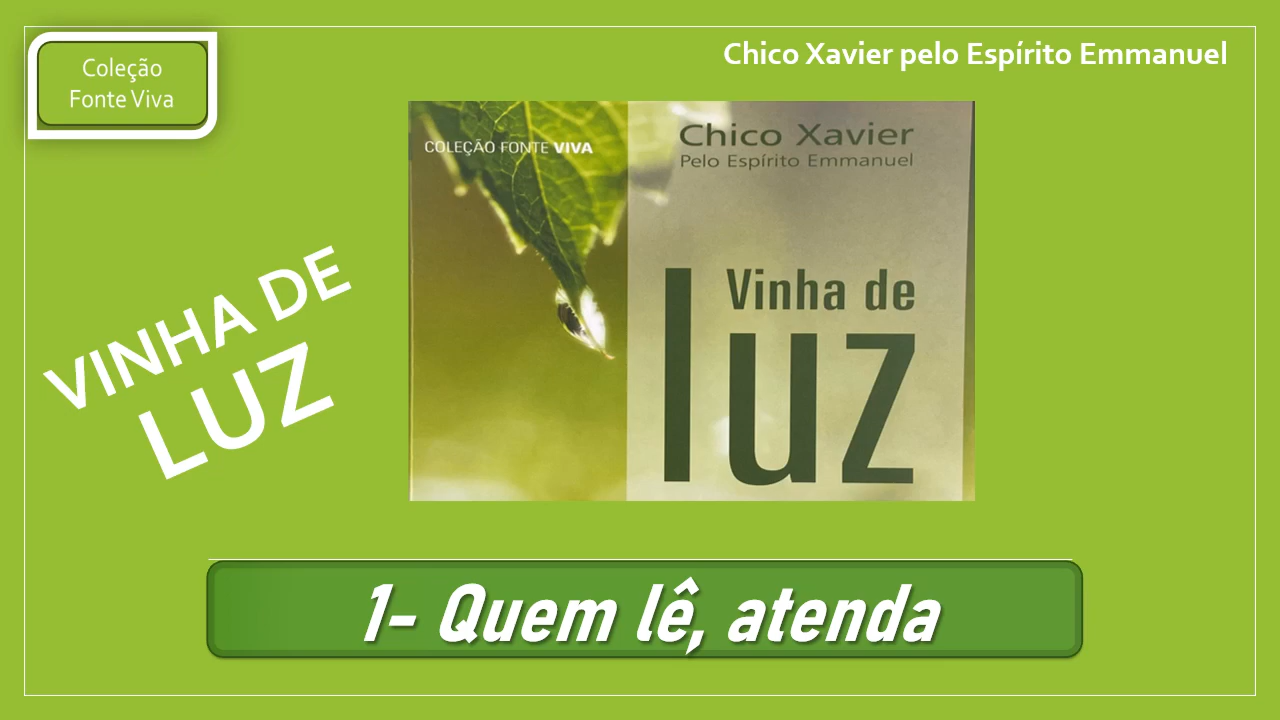 Coleção
Fonte Viva
Chico Xavier pelo Espírito Emmanuel
COLEÇÃO FONTE VIVA
Chico Xavier
Pelo Espírito Emmanuel
Vinha de
luz
VINHA DE
LUZ
1- Quem lê, atenda